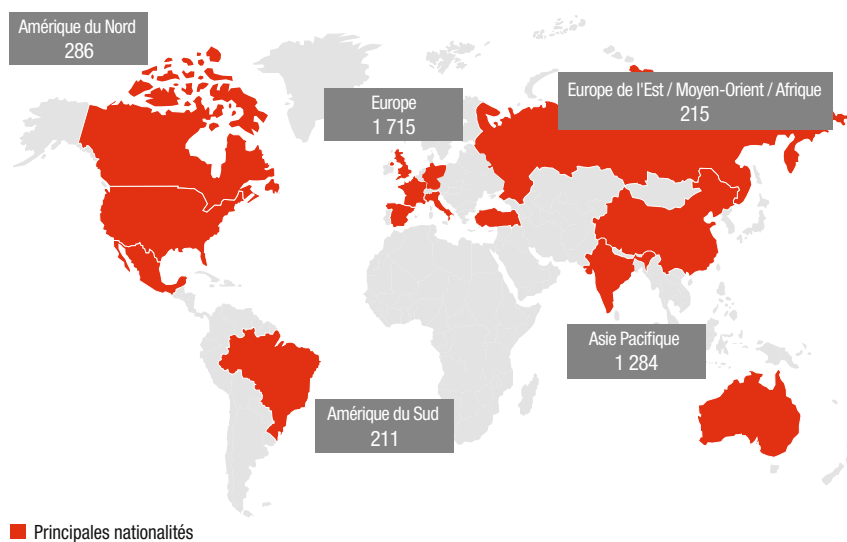 Amérique du Nord
286
Europe
1 715
Europe de l'Est / Moyen-Orient / Afrique
215
Asie Pacifique
1 284
Amérique du Sud
211
Principales nationalités